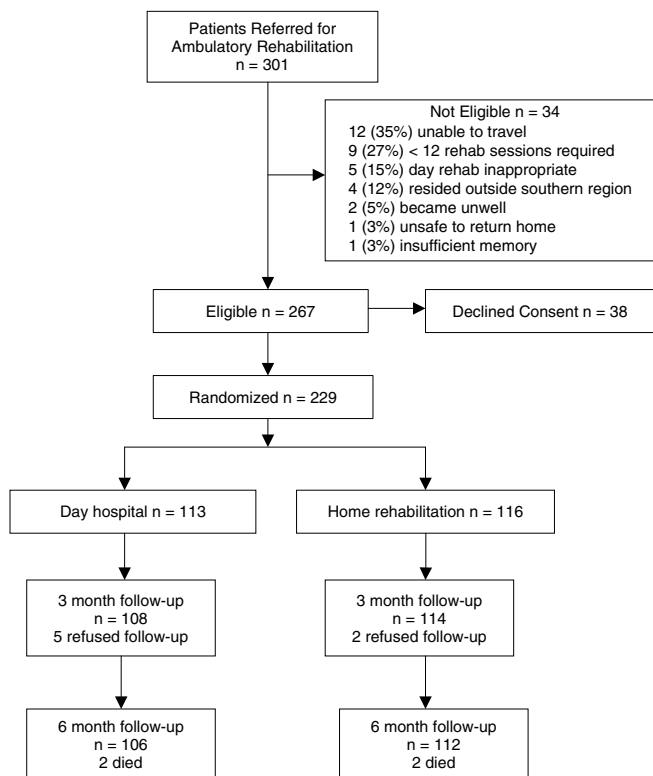 Patients Referred for
Ambulatory Rehabilitation
n = 301
Not Eligible n = 34
12 (35%) unable to travel
9 (27%) < 12 rehab sessions required
5 (15%) day rehab inappropriate
4 (12%) resided outside southern region
2 (5%) became unwell
1 (3%) unsafe to return home
1 (3%) insufficient memory
Eligible n = 267
Declined Consent n = 38
Randomized n = 229
Day hospital n = 113
Home rehabilitation n = 116
3 month follow-up
n = 108
5 refused follow-up
3 month follow-up
n = 114
2 refused follow-up
6 month follow-up
n = 106
2 died
6 month follow-up
n = 112
2 died